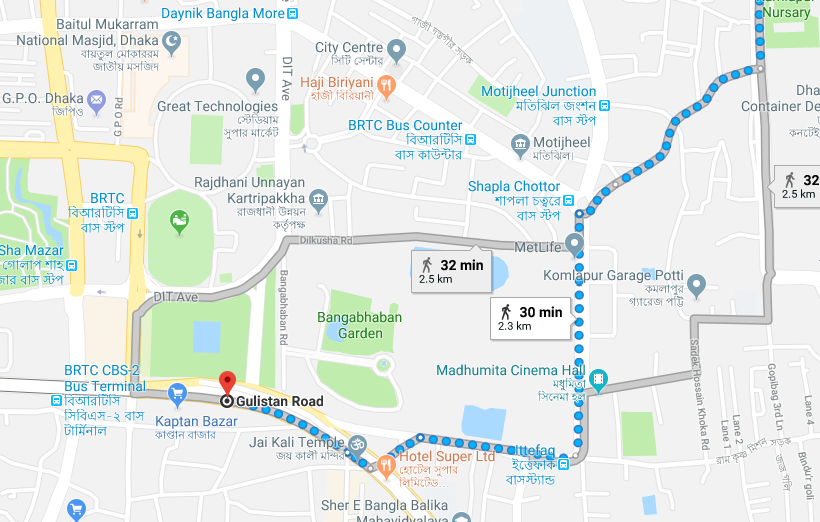 Daynik Bangla More
Kamlapur
Nursary
Baitul Mukarram
National Masjid, Dhaka
বায়তুল মোকাররম
জাতীয় মসজিদ
City Centre
সিটি সেন্টার
G.P.O. Dhaka
জিপিও
G P O Rd
Great Technologies
স্টেডিয়াম
সুপার মার্কেট
DIT Ave
Haji Biriyani
হাজী বিরিয়ানী
Motijheel Junction
মতিঝিল জংশন
বাস স্টপ
BRTC Bus Counter
বিআরটিসি
বাস কাউন্টার
Motijheel
মতিঝিল
Dha
Container De
Rajdhani Unnayan
Kartripakkha
রাজধানী উন্নয়ন
কর্তৃপক্ষ
Shapla Chottor
শাপলা চত্বরে
বাস স্টপ
32
2.5 km
BRTC
বিআরটিসি
বাস স্টপ
Sha Mazar
গোলাপ শাহ
জার বাস স্টপ
Dilkusha Rd
MetLife
32 min
2.5 km
Komlapur Garage Potti
কমলাপুর
গ্যারেজ পট্টি
DIT Ave
Bangabhaban Rd
Bangabhaban
Garden
30 min
2.3 km
BRTC CBS-2
Bus Terminal
বিআরটিসি
সিবিএস-২ বাস
টার্মিনাল
Madhumita Cinema Hall
মধুমিতা
সিনেমা হল
Sadek Hossain Khoka Rd
Gopibag 3rd Ln
Lane 4
Lane 2
Lane 1
Bindu'r goli
Gulistan Road
Kaptan Bazar
কাপ্তান বাজার
Jai Kali Temple
জয় কালী মন্দির
Hotel Super Ltd
হোটেল সুপার
লিমিটেড...
Ittefaq
ইত্তেফাক
বাসস্ট্যান্ড
Sher E Bangla Balika
Mahavidyalaya